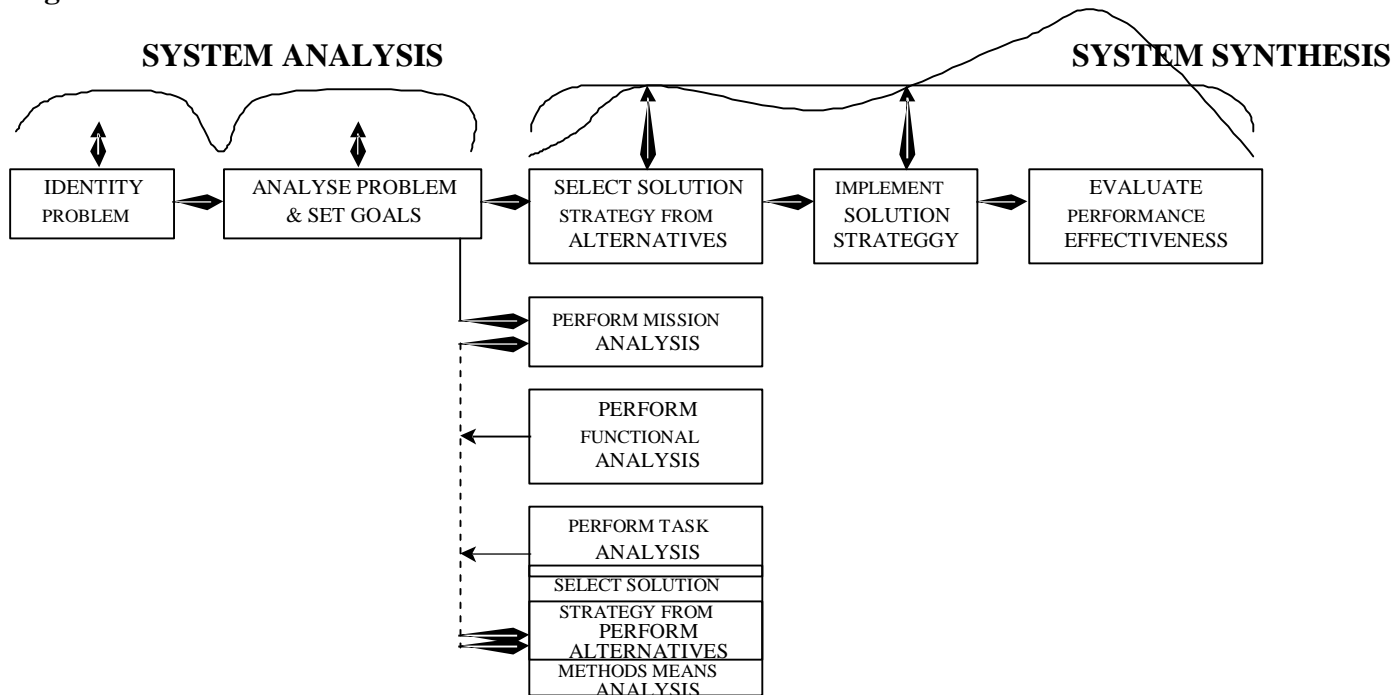 SYSTEM ANALYSIS
SYSTEM SYNTHESIS
IDENTITY
PROBLEM
ANALYSE PROBLEM
& SET GOALS
SELECT SOLUTION
STRATEGY FROM
ALTERNATIVES
IMPLEMENT
SOLUTION
STRATEGGY
EVALUATE
PERFORMANCE
EFFECTIVENESS
PERFORM MISSION
ANALYSIS
PERFORM
FUNCTIONAL
ANALYSIS
PERFORM TASK
ANALYSIS
SELECT SOLUTION
STRATEGY FROM
PERFORM
ALTERNATIVES
METHODS MEANS
ANALYSIS